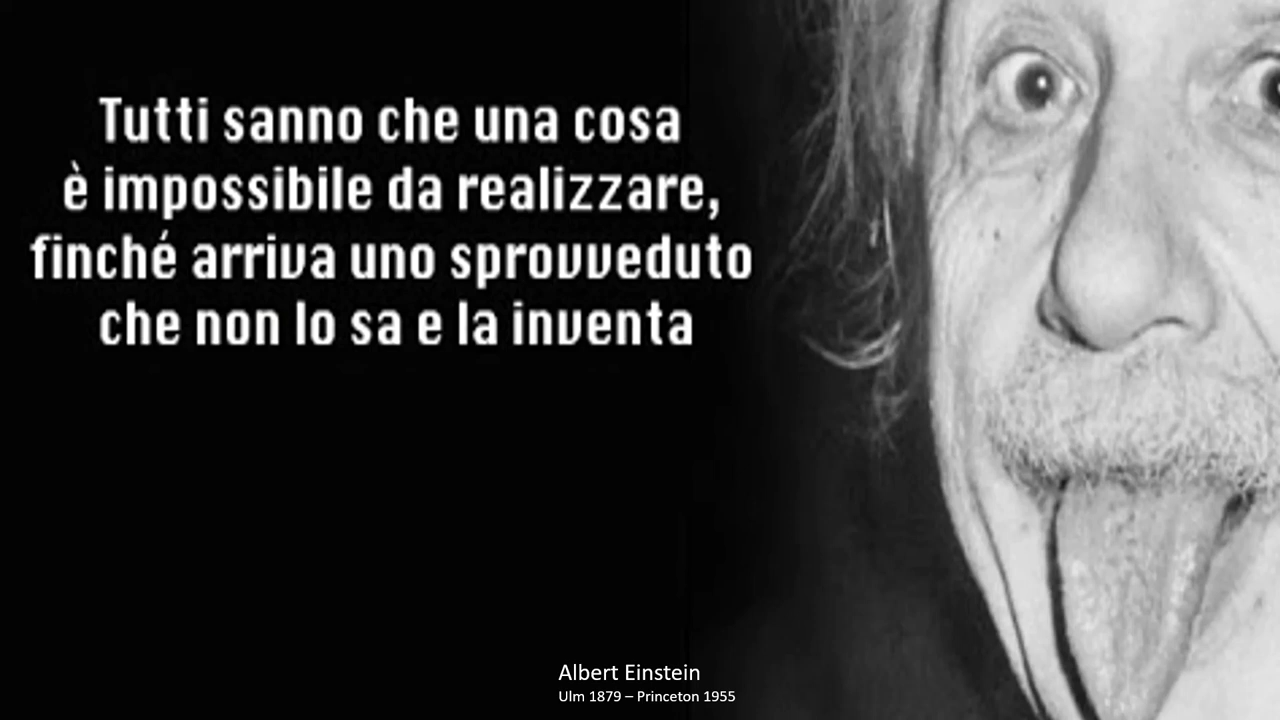 Tutti sanno che una cosa
è impossibile da realizzare,
finché arriva uno sprovveduto
che non lo sa e la inventa
Albert Einstein
Ulm 1879 – Princeton 1955